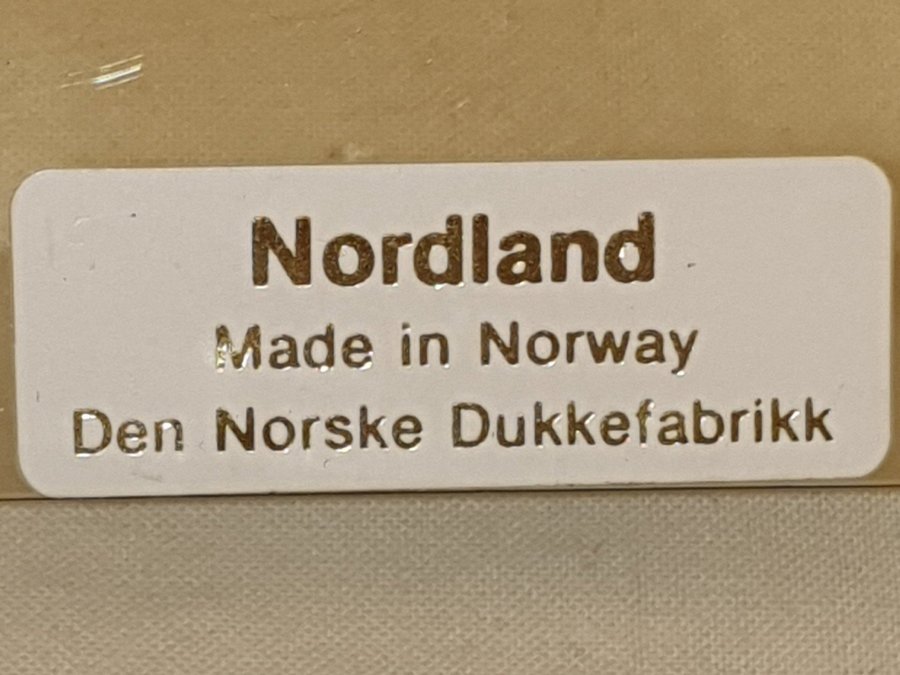 Nordland
Made in Norway
Den Norske Dukkefabrikk